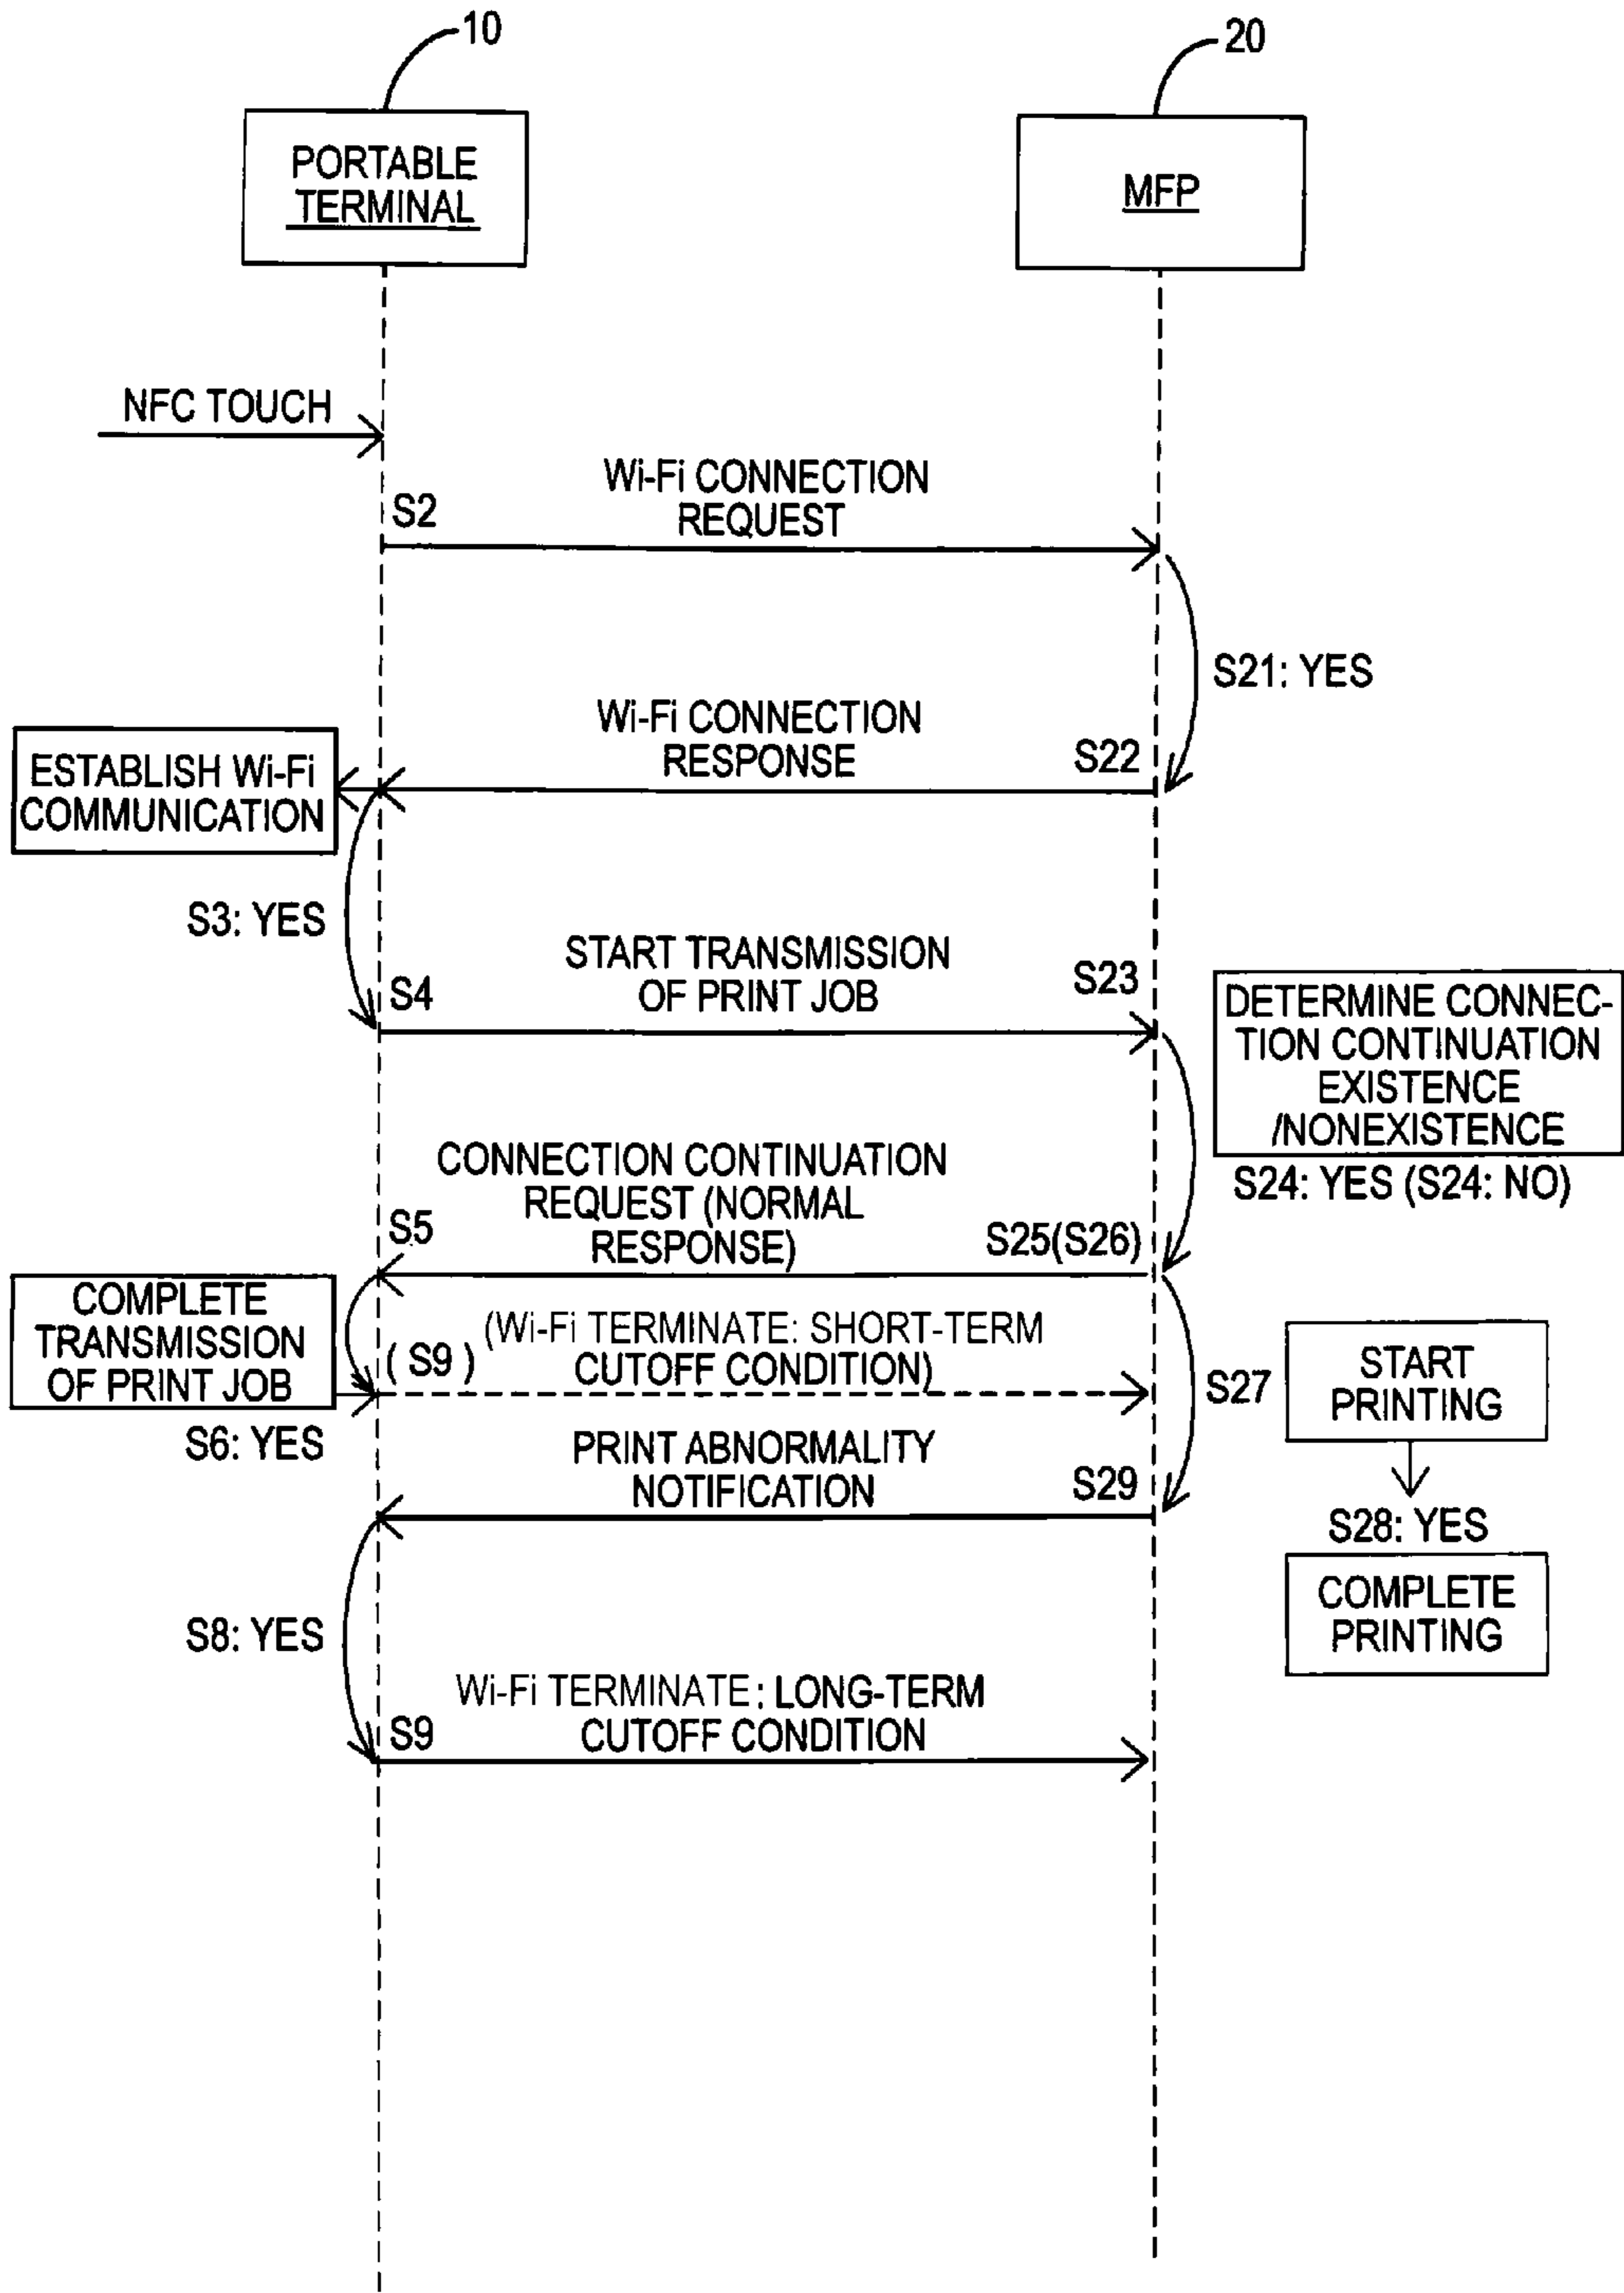 10
20
PORTABLE
TERMINAL
MFP
NFC TOUCH
Wi-Fi CONNECTION
REQUEST
S2
S21: YES
Wi-Fi CONNECTION
RESPONSE
S22
ESTABLISH Wi-Fi
COMMUNICATION
S3: YES
START TRANSMISSION
OF PRINT JOB
S4
S23
DETERMINE CONNEC-
TION CONTINUATION
EXISTENCE
/NONEXISTENCE
S24: YES (S24: NO)
CONNECTION CONTINUATION
REQUEST (NORMAL
RESPONSE)
S5
S25(S26)
COMPLETE
TRANSMISSION
OF PRINT JOB
(S9)
(Wi-Fi TERMINATE: SHORT-TERM
CUTOFF CONDITION)
S27
START
PRINTING
S6: YES
PRINT ABNORMALITY
NOTIFICATION
S29
S28: YES
COMPLETE
PRINTING
S8: YES
Wi-Fi TERMINATE: LONG-TERM
CUTOFF CONDITION
S9